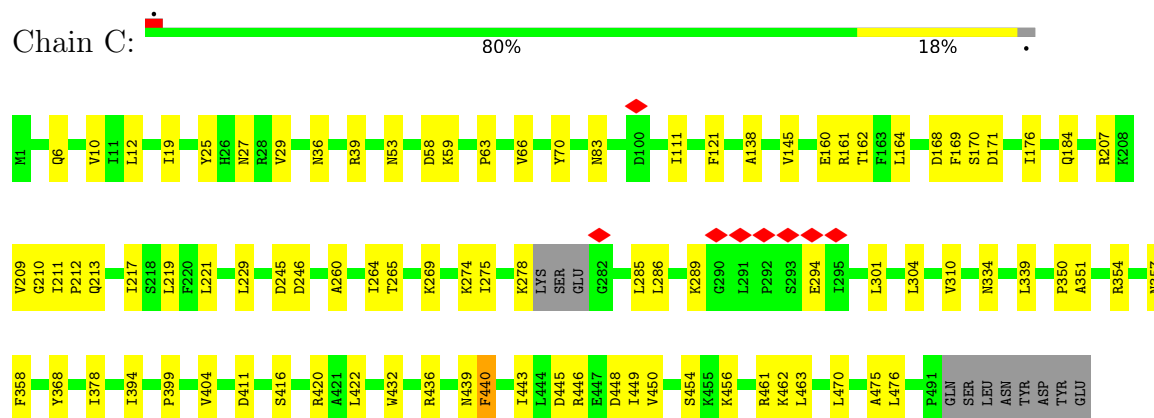 Chain C:
80% 18%
M1 Q6 V10 I11 L12 I19 Y25 H26 N27 R28 V29 N36 R39 N53 D58 K59 P63 V66 Y70 N83 D100 I111 F121 A138 V145 E160 R161 T162 F163 L164 D168 F169 S170 D171 I176 Q184 R207 K208
V209 G210 I211 P212 Q213 I217 S218 L219 F220 L221 L229 D245 D246 A260 I264 T265 K269 K274 I275 K278 LYS SER GLU G282 L285 L286 K289 G290 L291 P292 S293 E294 I295 L301 L304 V310 N334 L339 P350 A351 R354
F358 Y368 I378 I394 P399 V404 D411 S416 R420 A421 L422 W432 R436 N439 F440 I443 L444 D445 R446 E447 D448 I449 V450 S454 K455 K456 R461 K462 L463 L470 A475 L476 P491 GLN SER LEU ASN TYR ASP TYR GLU